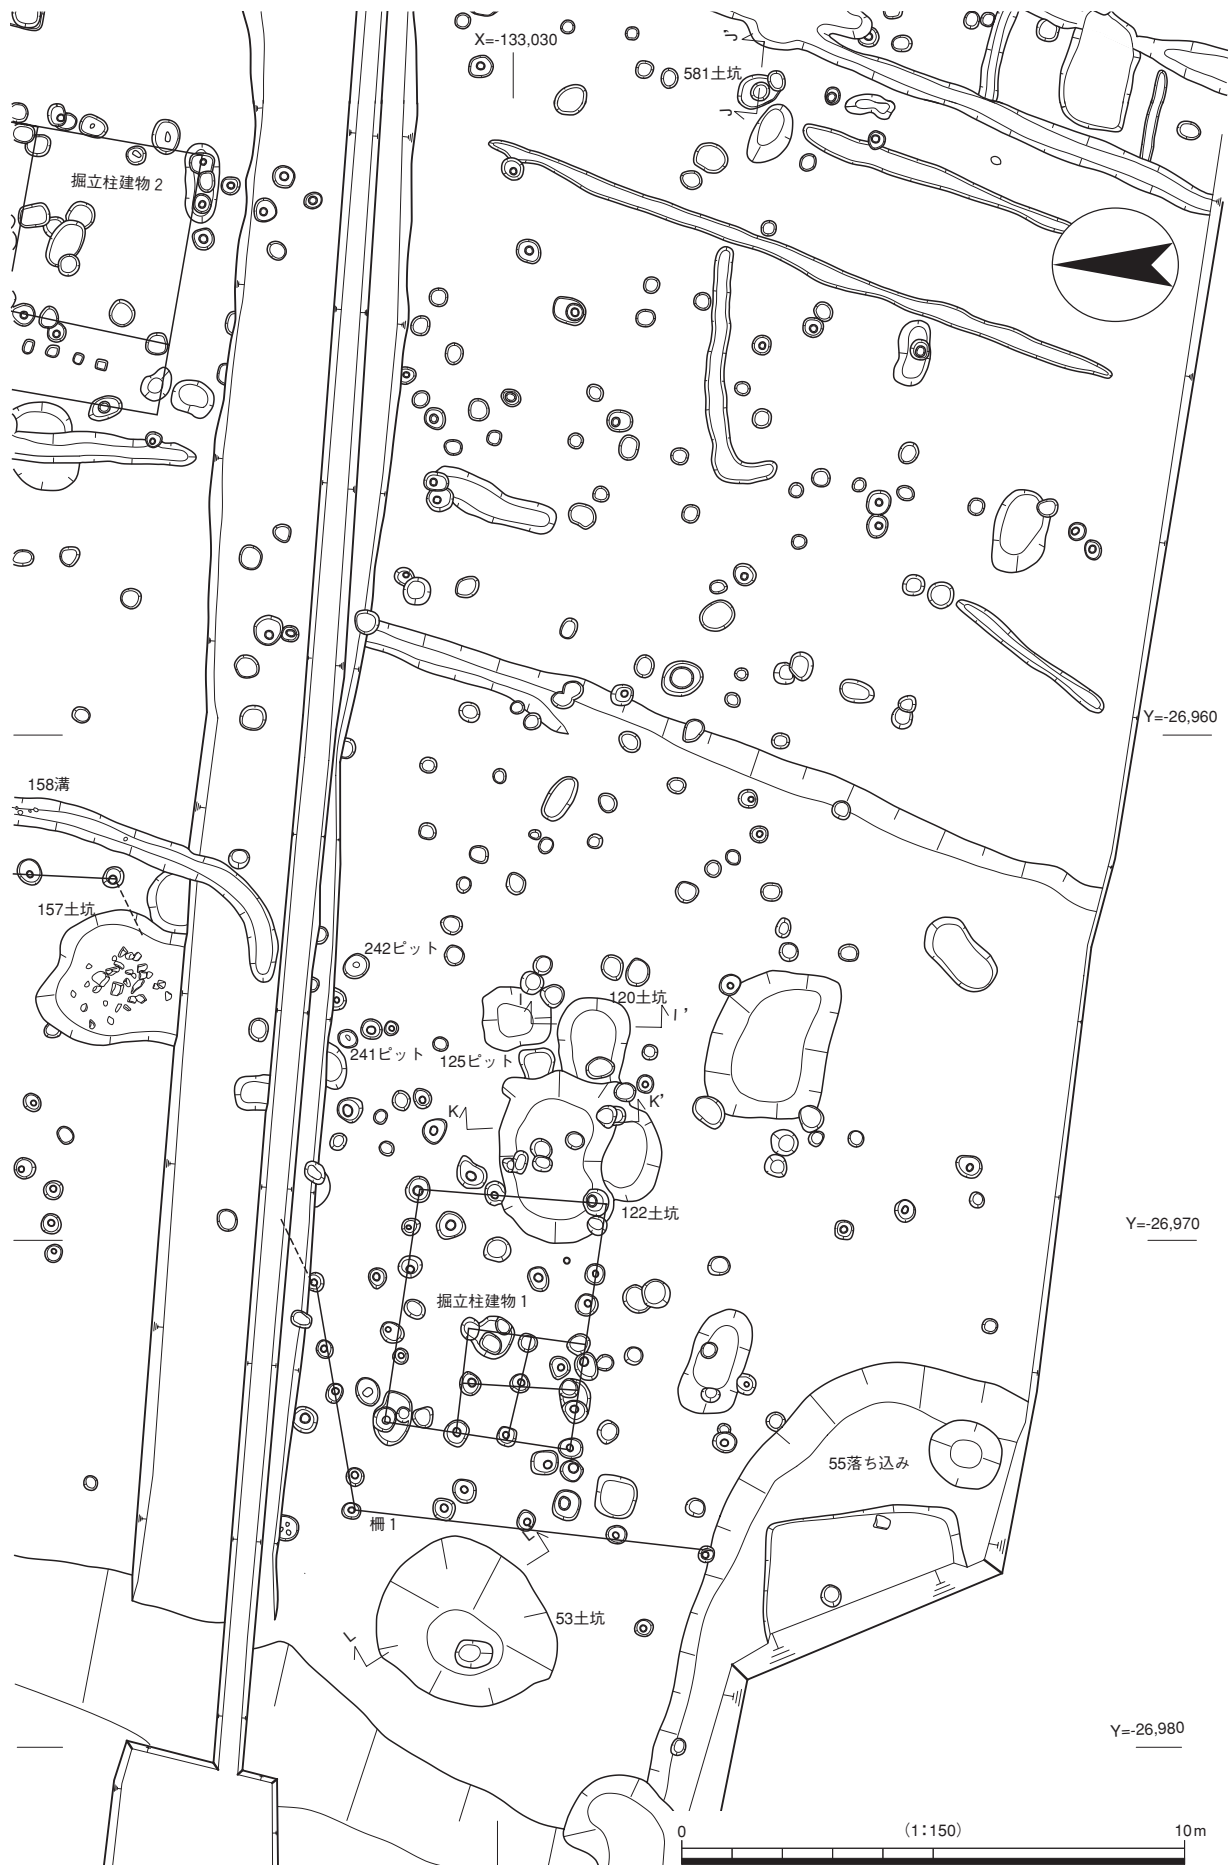 X=-133,030
J'
581土坑
J
掘立柱建物2
Y=-26,960
158溝
157土坑
242ピット
I
120土坑
I'
241ピット
125ピット
K
K'
122土坑
Y=-26,970
掘立柱建物1
55落ち込み
柵1
L'
53土坑
L
Y=-26,980
0
(1:150)
10m